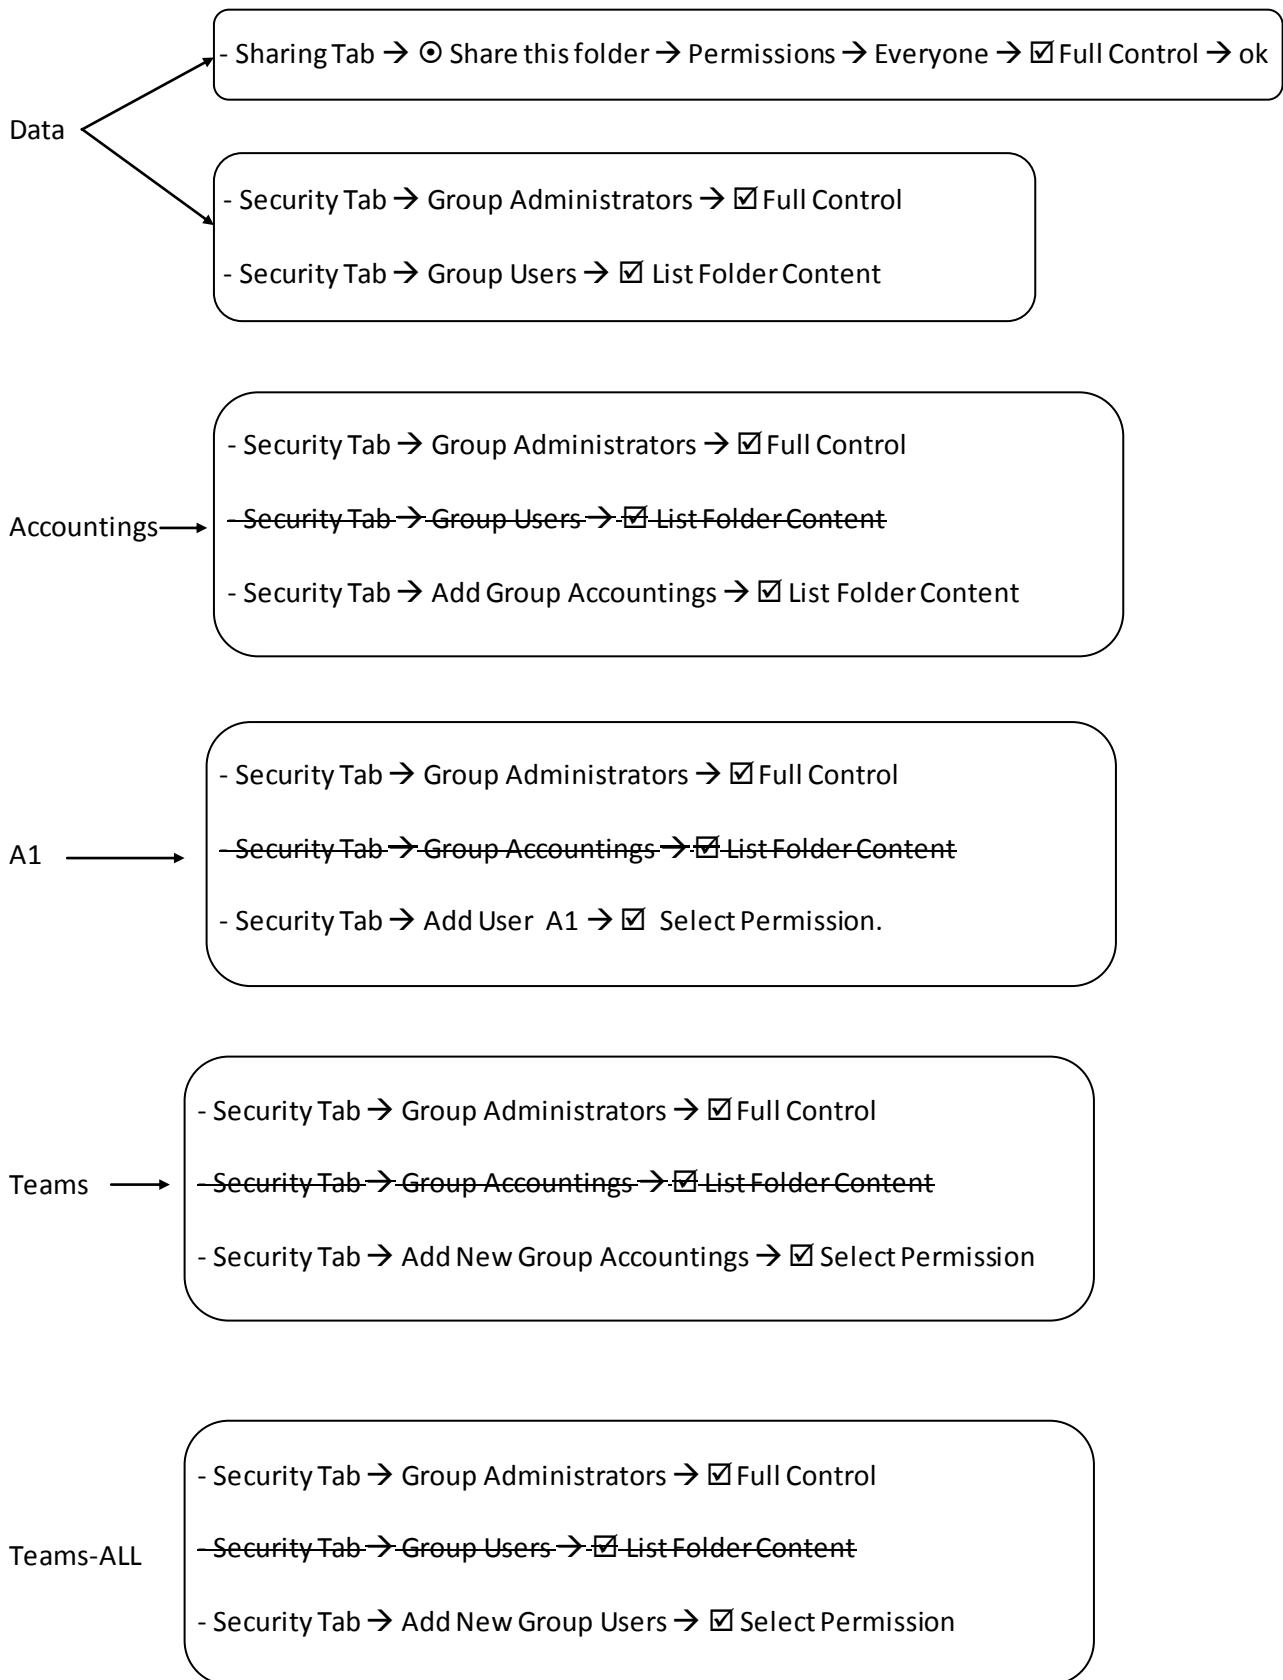 - Sharing Tab → ⦿ Share this folder → Permissions → Everyone → ☑ Full Control → ok
Data
- Security Tab → Group Administrators → ☑ Full Control
- Security Tab → Group Users → ☑ List Folder Content
- Security Tab → Group Administrators → ☑ Full Control
Accountings
- Security Tab → Group Users → ☑ List Folder Content
- Security Tab → Add Group Accountings → ☑ List Folder Content
- Security Tab → Group Administrators → ☑ Full Control
A1
- Security Tab → Group Accountings → ☑ List Folder Content
- Security Tab → Add User A1 → ☑ Select Permission.
- Security Tab → Group Administrators → ☑ Full Control
Teams
- Security Tab → Group Accountings → ☑ List Folder Content
- Security Tab → Add New Group Accountings → ☑ Select Permission
- Security Tab → Group Administrators → ☑ Full Control
Teams-ALL
- Security Tab → Group Users → ☑ List Folder Content
- Security Tab → Add New Group Users → ☑ Select Permission